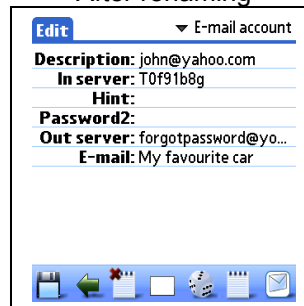 After renaming
Edit E-mail account
Description: john@yahoo.com
In server: T0f91b8g
Hint:
Password2:
Out server: forgotpassword@yo...
E-mail: My favourite car